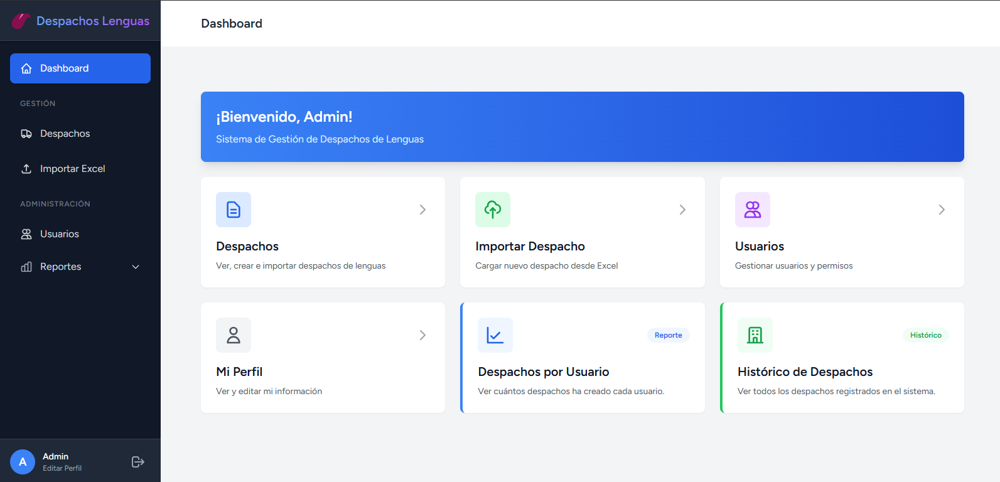 Despachos Lenguas
Dashboard
GESTIÓN
Despachos
Importar Excel
ADMINISTRACIÓN
Usuarios
Reportes
A
Admin
Editar Perfil
Dashboard
¡Bienvenido, Admin!
Sistema de Gestión de Despachos de Lenguas
Despachos
Ver, crear e importar despachos de lenguas
Importar Despacho
Cargar nuevo despacho desde Excel
Usuarios
Gestionar usuarios y permisos
Mi Perfil
Ver y editar mi información
Reporte
Despachos por Usuario
Ver cuántos despachos ha creado cada usuario.
Histórico
Histórico de Despachos
Ver todos los despachos registrados en el sistema.